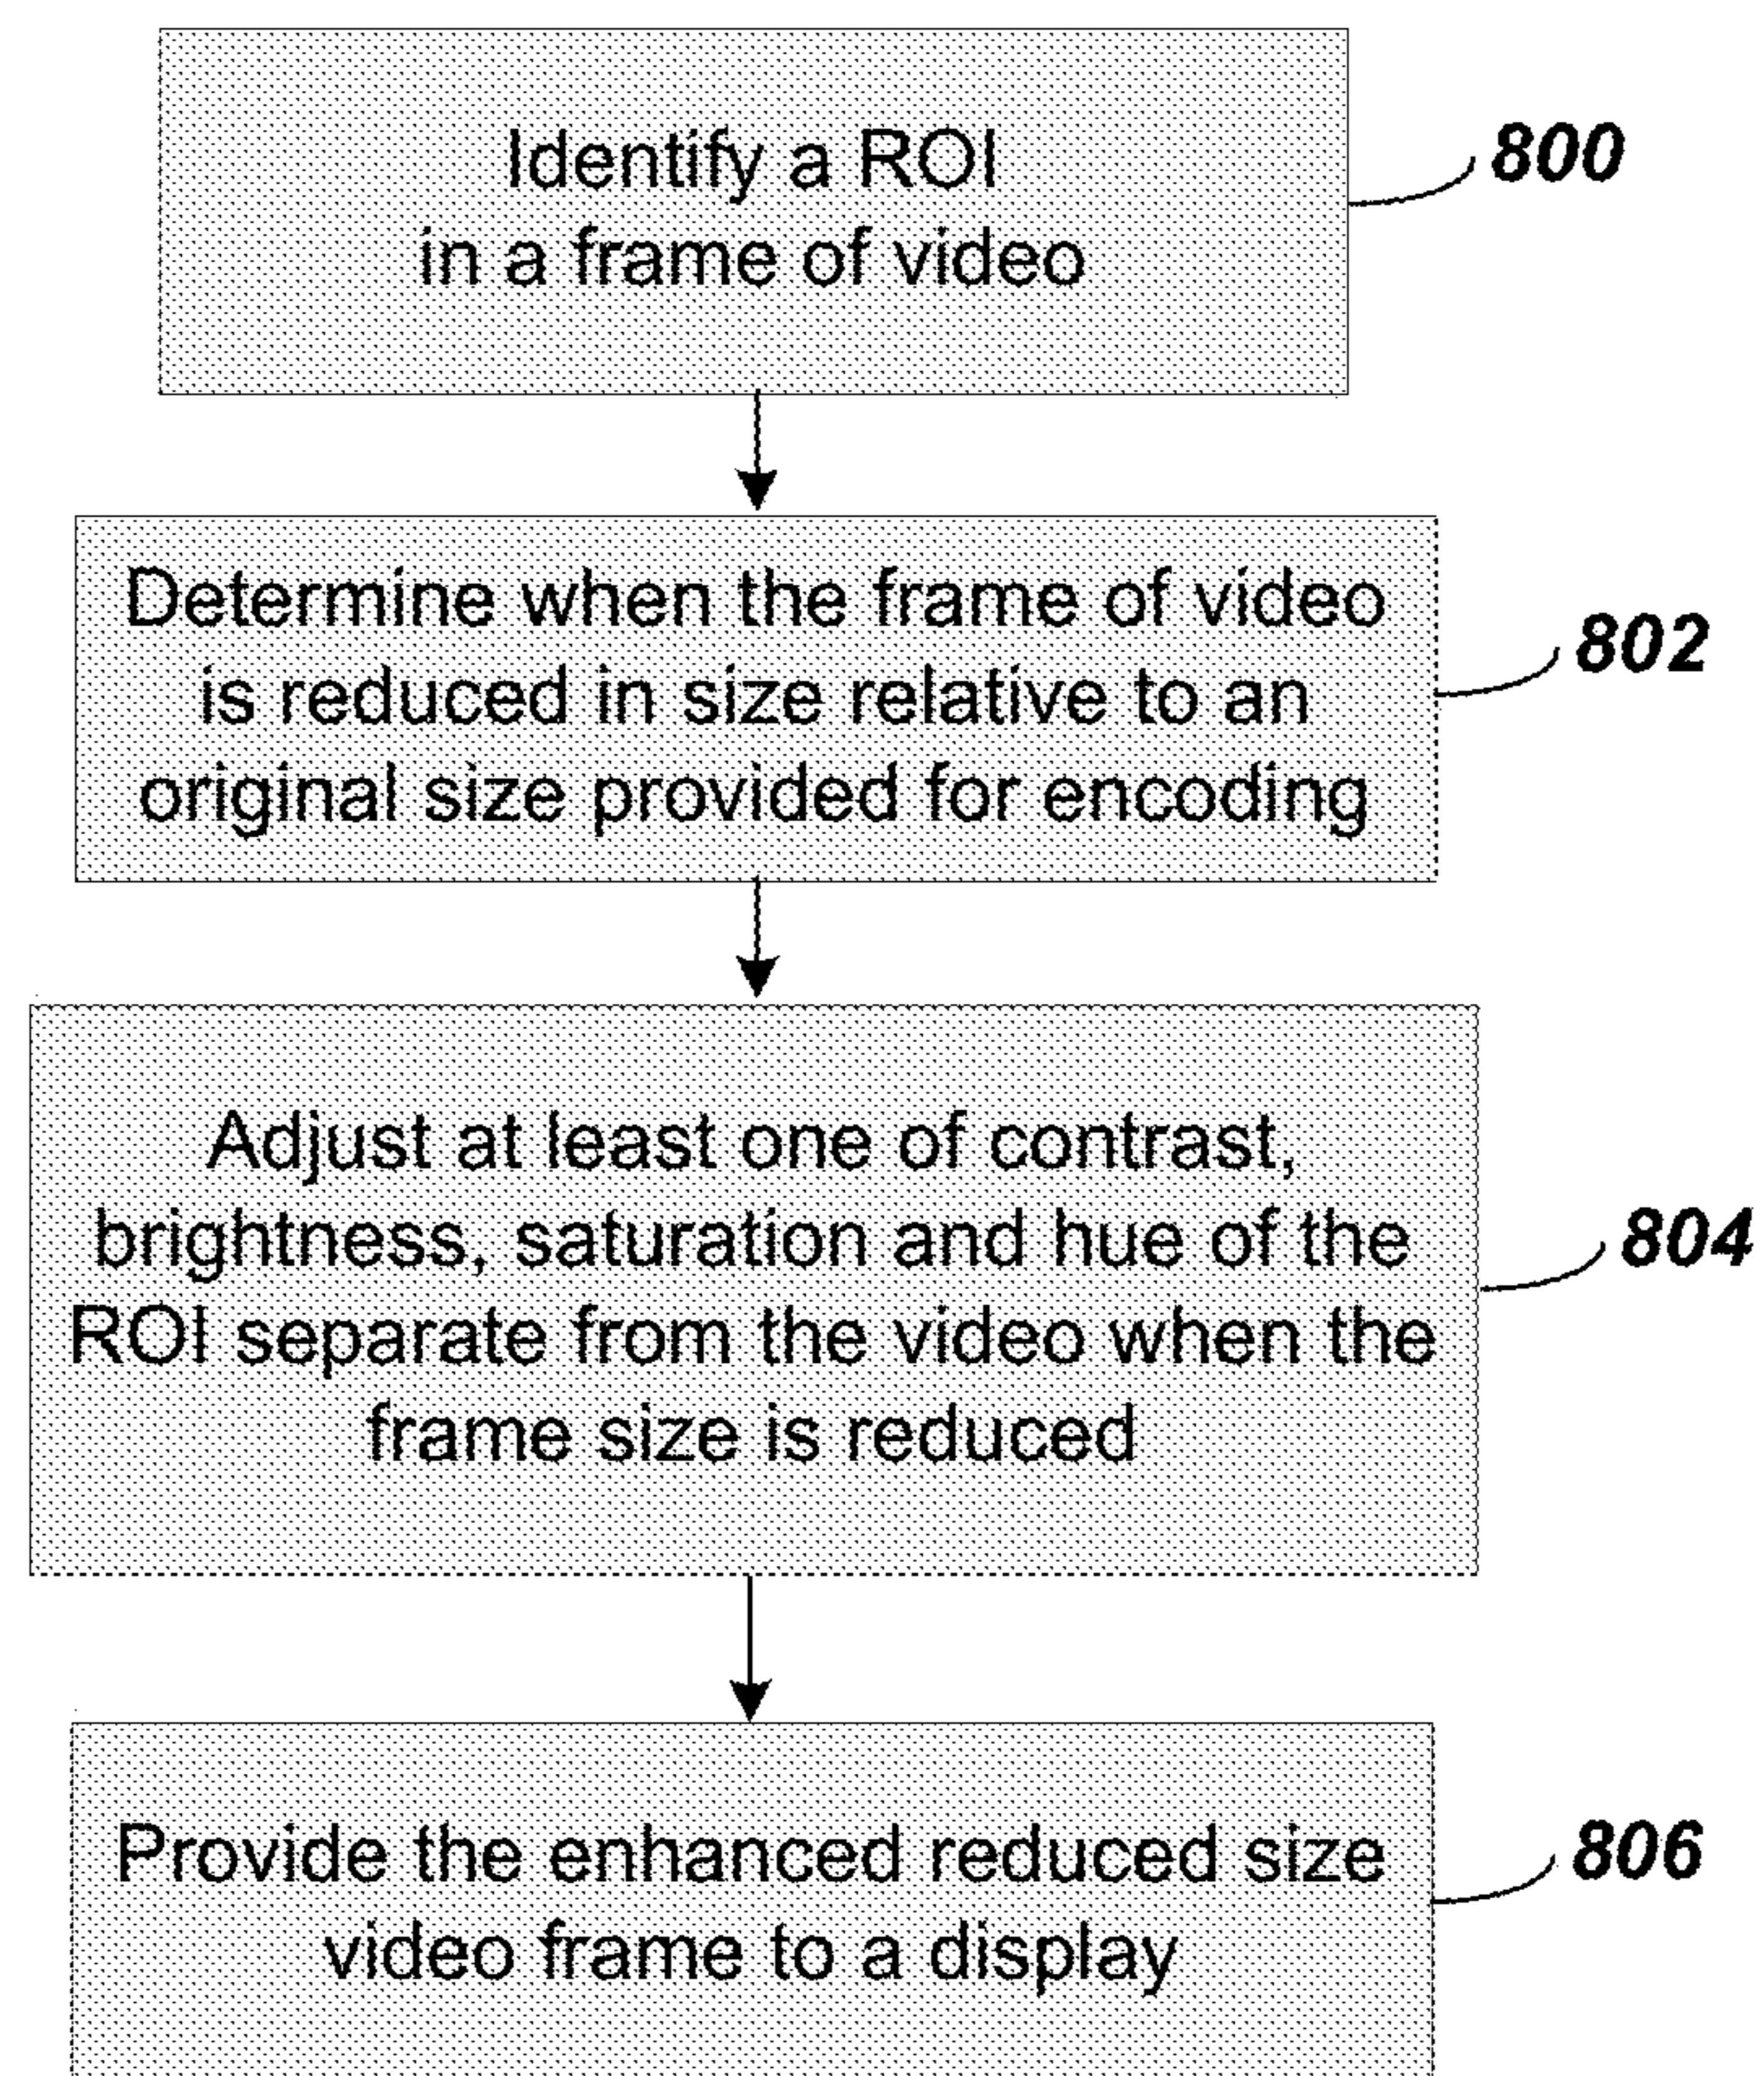 Identify a ROI
in a frame of video
800
Determine when the frame of video
is reduced in size relative to an
original size provided for encoding
802
Adjust at least one of contrast,
brightness, saturation and hue of the
ROI separate from the video when the
frame size is reduced
804
Provide the enhanced reduced size
video frame to a display
806